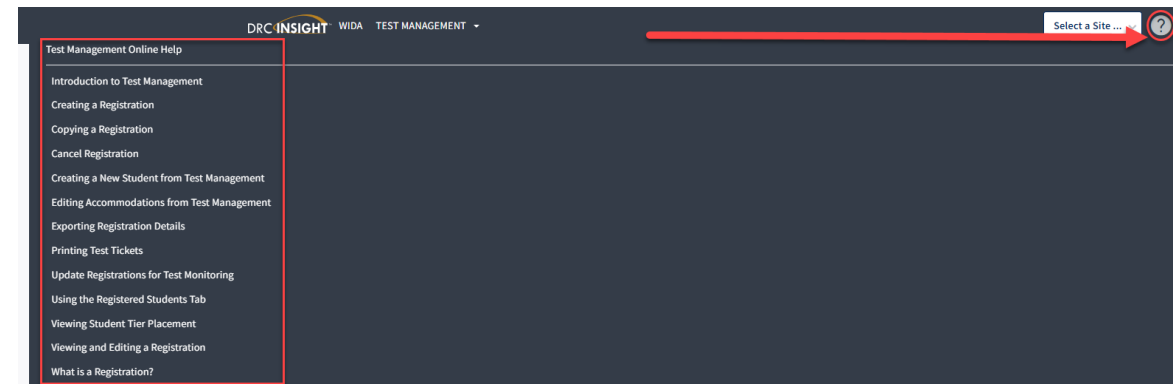 DRC INSIGHT WIDA TEST MANAGEMENT Select a Site ... ?
Test Management Online Help
Introduction to Test Management
Creating a Registration
Copying a Registration
Cancel Registration
Creating a New Student from Test Management
Editing Accommodations from Test Management
Exporting Registration Details
Printing Test Tickets
Update Registrations for Test Monitoring
Using the Registered Students Tab
Viewing Student Tier Placement
Viewing and Editing a Registration
What is a Registration?